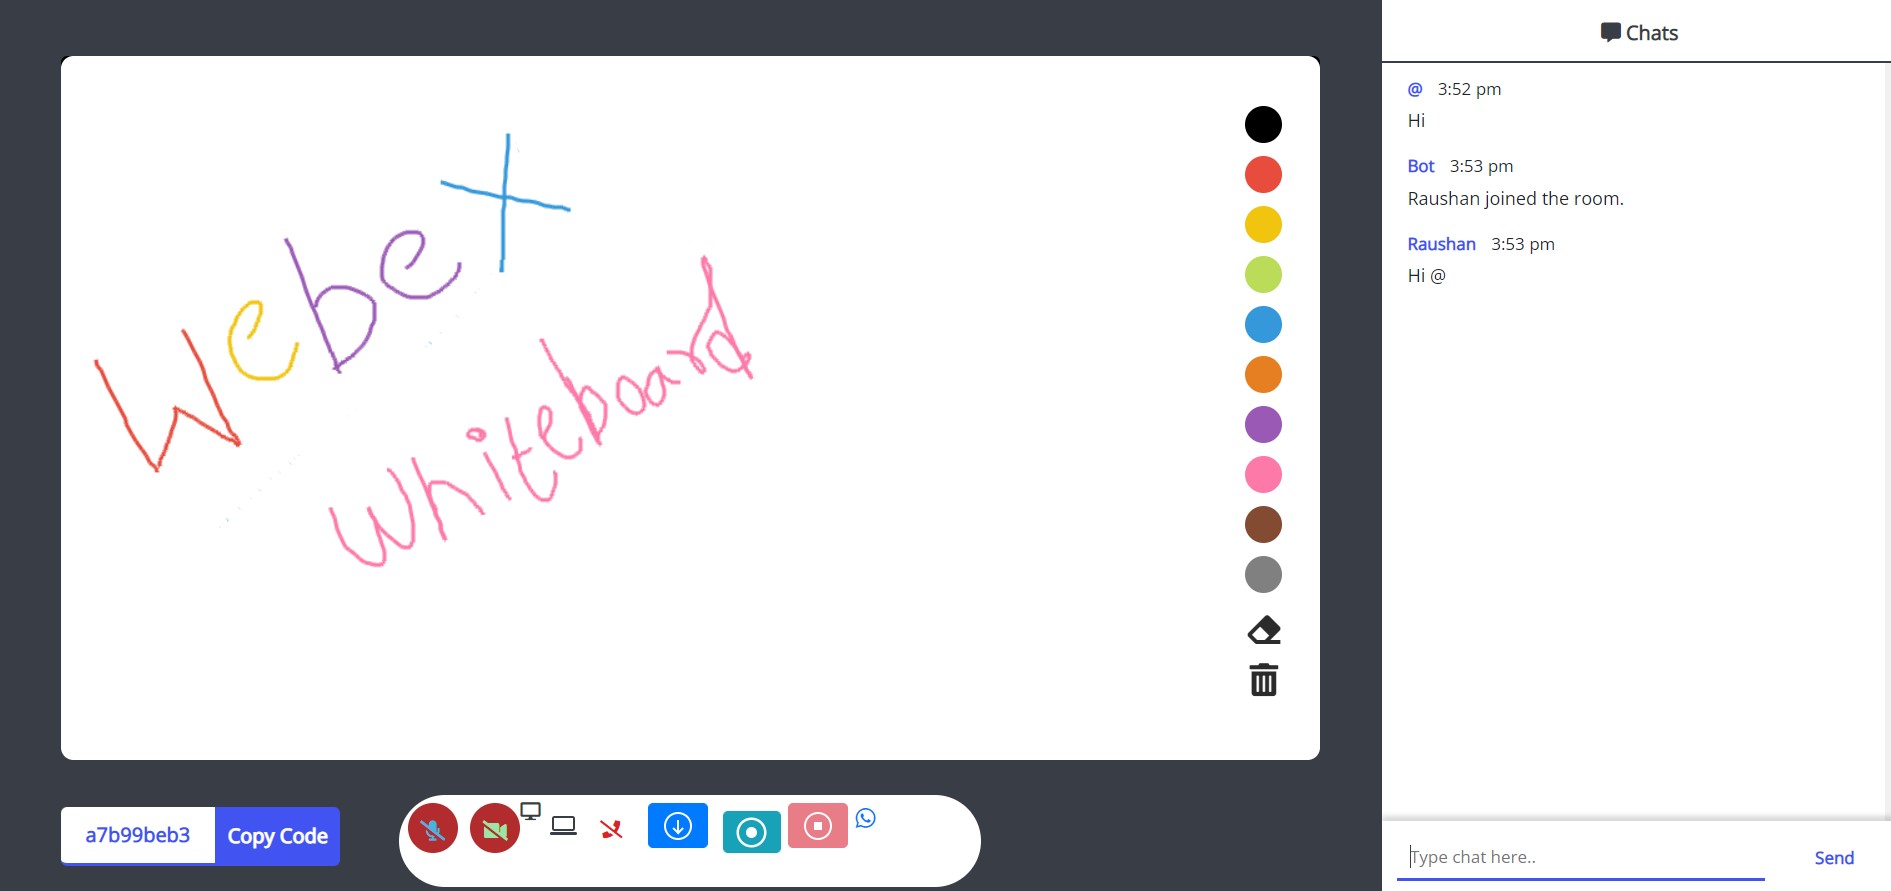 Webex
Whiteboard
Chats
@ 3:52 pm
Hi
Bot 3:53 pm
Raushan joined the room.
Raushan 3:53 pm
Hi @
a7b99beb3 Copy Code
Type chat here.. Send